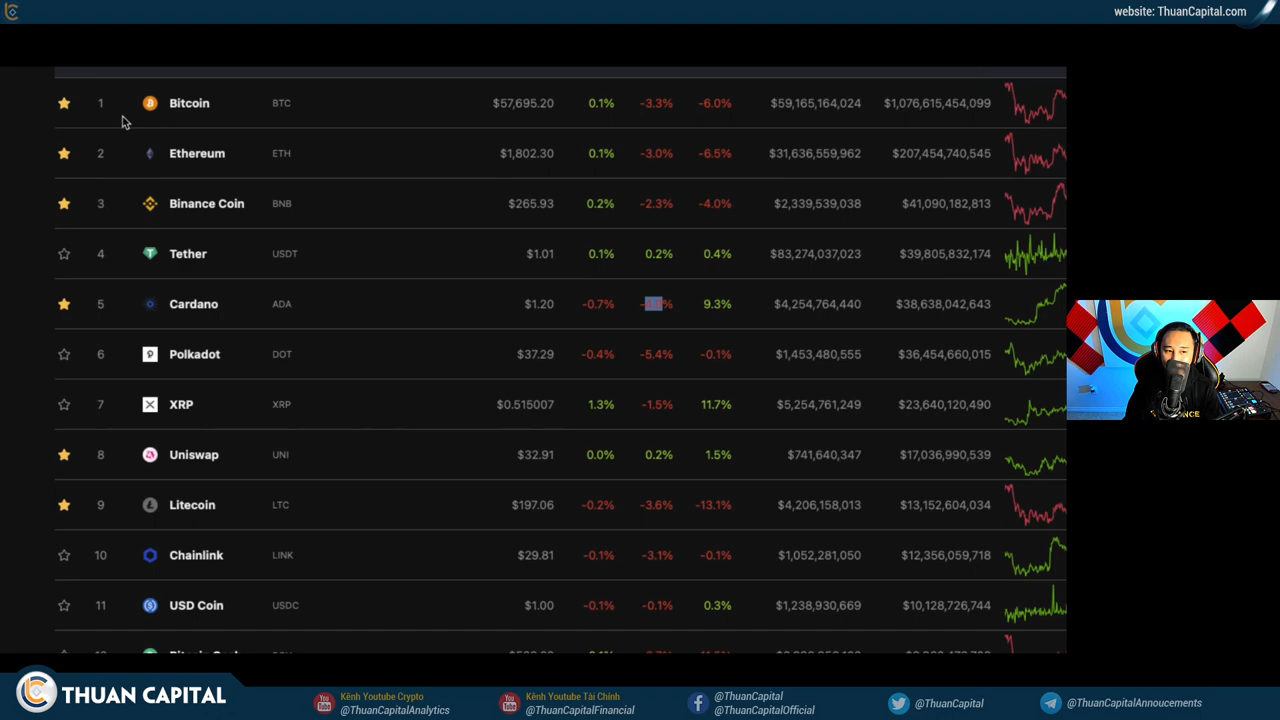 website: ThuanCapital.com
1 Bitcoin BTC $57,695.20 0.1% -3.3% -6.0% $59,165,164,024 $1,076,615,454,099
2 Ethereum ETH $1,802.30 0.1% -3.0% -6.5% $31,636,559,962 $207,454,740,545
3 Binance Coin BNB $265.93 0.2% -2.3% -4.0% $2,339,539,038 $41,090,182,813
4 Tether USDT $1.01 0.1% 0.2% 0.4% $83,274,037,023 $39,805,832,174
5 Cardano ADA $1.20 -0.7% 9.3% $4,254,764,440 $38,638,042,643
6 Polkadot DOT $37.29 -0.4% -5.4% -0.1% $1,453,480,555 $36,454,660,015
7 XRP XRP $0.515007 1.3% -1.5% 11.7% $5,254,761,249 $23,640,120,490
8 Uniswap UNI $32.91 0.0% 0.2% 1.5% $741,640,347 $17,036,990,539
9 Litecoin LTC $197.06 -0.2% -3.6% -13.1% $4,206,158,013 $13,152,604,034
10 Chainlink LINK $29.81 -0.1% -3.1% -0.1% $1,052,281,050 $12,356,059,718
11 USD Coin USDC $1.00 -0.1% -0.1% 0.3% $1,238,930,669 $10,128,726,744
THUAN CAPITAL
Kênh Youtube Crypto
@ThuanCapitalAnalytics
Kênh Youtube Tài Chính
@ThuanCapitalFinancial
@ThuanCapital
@ThuanCapitalOfficial
@ThuanCapital
@ThuanCapitalAnnoucements